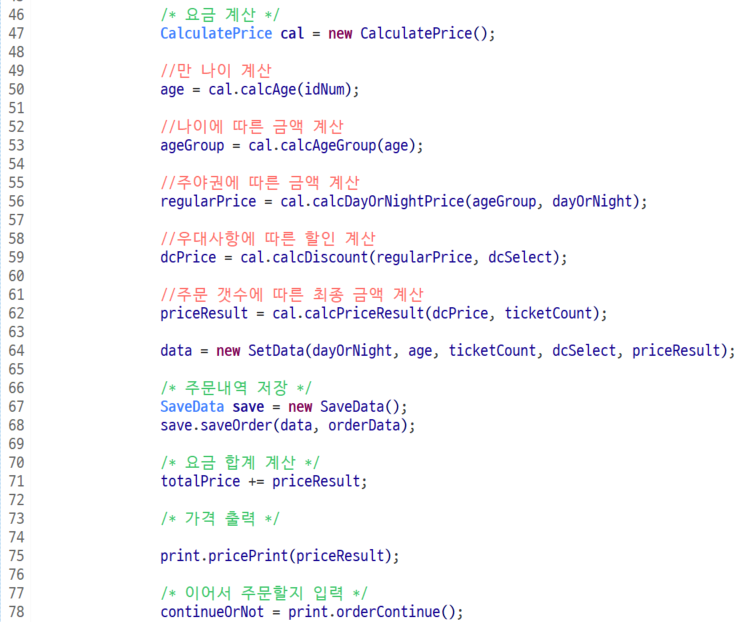 46 /* 요금 계산 */
47 CalculatePrice cal = new CalculatePrice();
48
49 //만 나이 계산
50 age = cal.calcAge(idNum);
51
52 //나이에 따른 금액 계산
53 ageGroup = cal.calcAgeGroup(age);
54
55 //주야권에 따른 금액 계산
56 regularPrice = cal.calcDayOrNightPrice(ageGroup, dayOrNight);
57
58 //우대사항에 따른 할인 계산
59 dcPrice = cal.calcDiscount(regularPrice, dcSelect);
60
61 //주문 갯수에 따른 최종 금액 계산
62 priceResult = cal.calcPriceResult(dcPrice, ticketCount);
63
64 data = new SetData(dayOrNight, age, ticketCount, dcSelect, priceResult);
65
66 /* 주문내역 저장 */
67 SaveData save = new SaveData();
68 save.saveOrder(data, orderData);
69
70 /* 요금 합계 계산 */
71 totalPrice += priceResult;
72
73 /* 가격 출력 */
74
75 print.pricePrint(priceResult);
76
77 /* 이어서 주문할지 입력 */
78 continueOrNot = print.orderContinue();